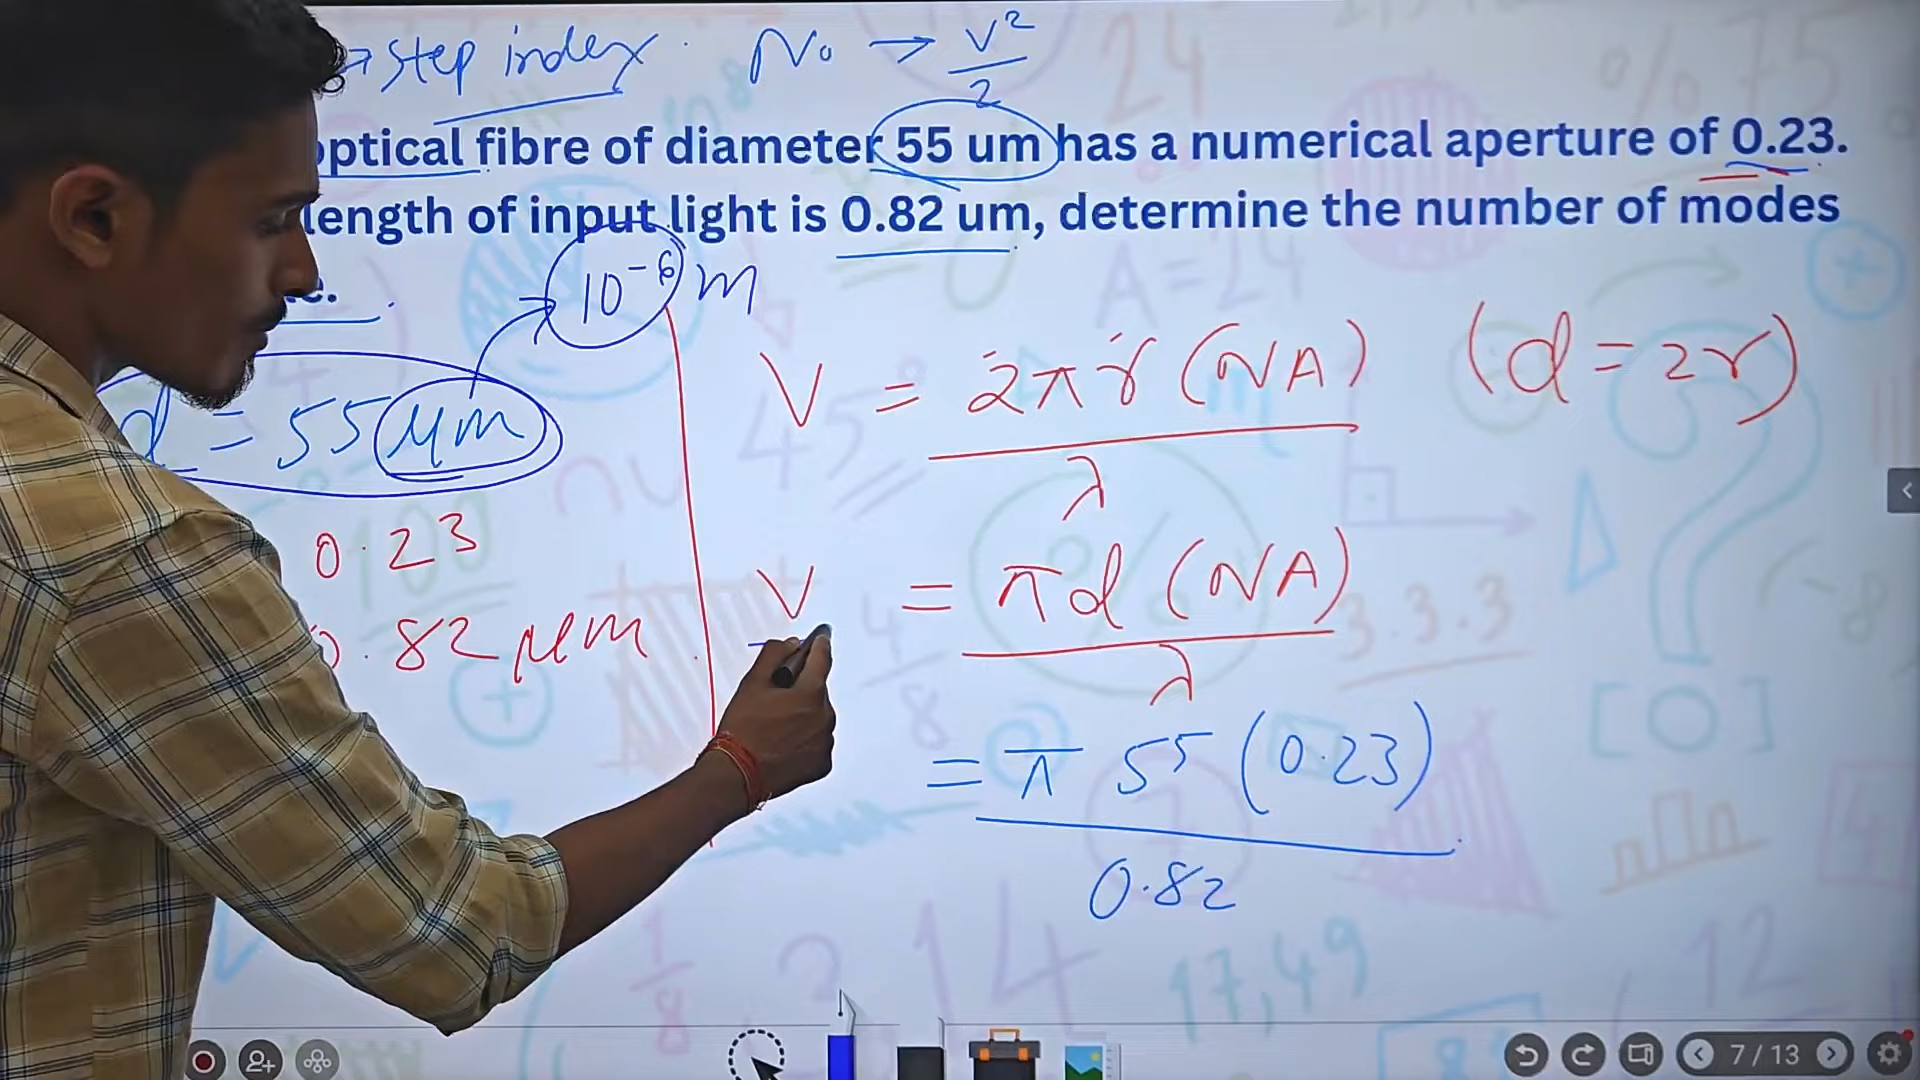 → step index. No → V²/2
optical fibre of diameter 55 um has a numerical aperture of 0.23.
length of input light is 0.82 um, determine the number of modes
10⁻⁶ m
V = 2πr (NA) / λ (d = 2r)
d = 55 μm
0.23
V = πd (NA) / λ
0.82 μm
= π 55 (0.23) / 0.82
7 / 13